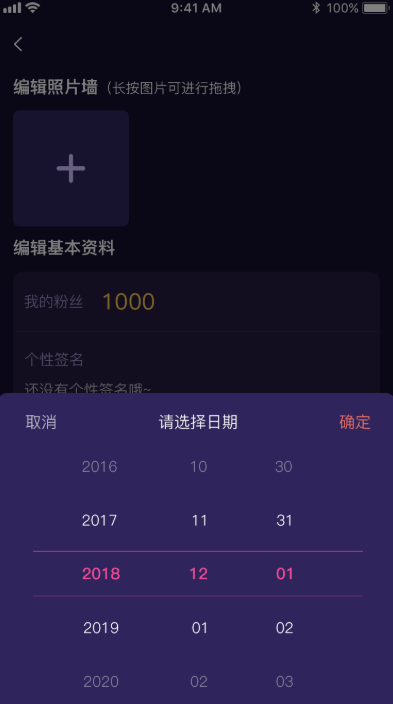 9:41 AM 100%
编辑照片墙（长按图片可进行拖拽）
编辑基本资料
我的粉丝 1000
个性签名
还没有个性签名哦~
取消 请选择日期 确定
2016 10 30
2017 11 31
2018 12 01
2019 01 02
2020 02 03